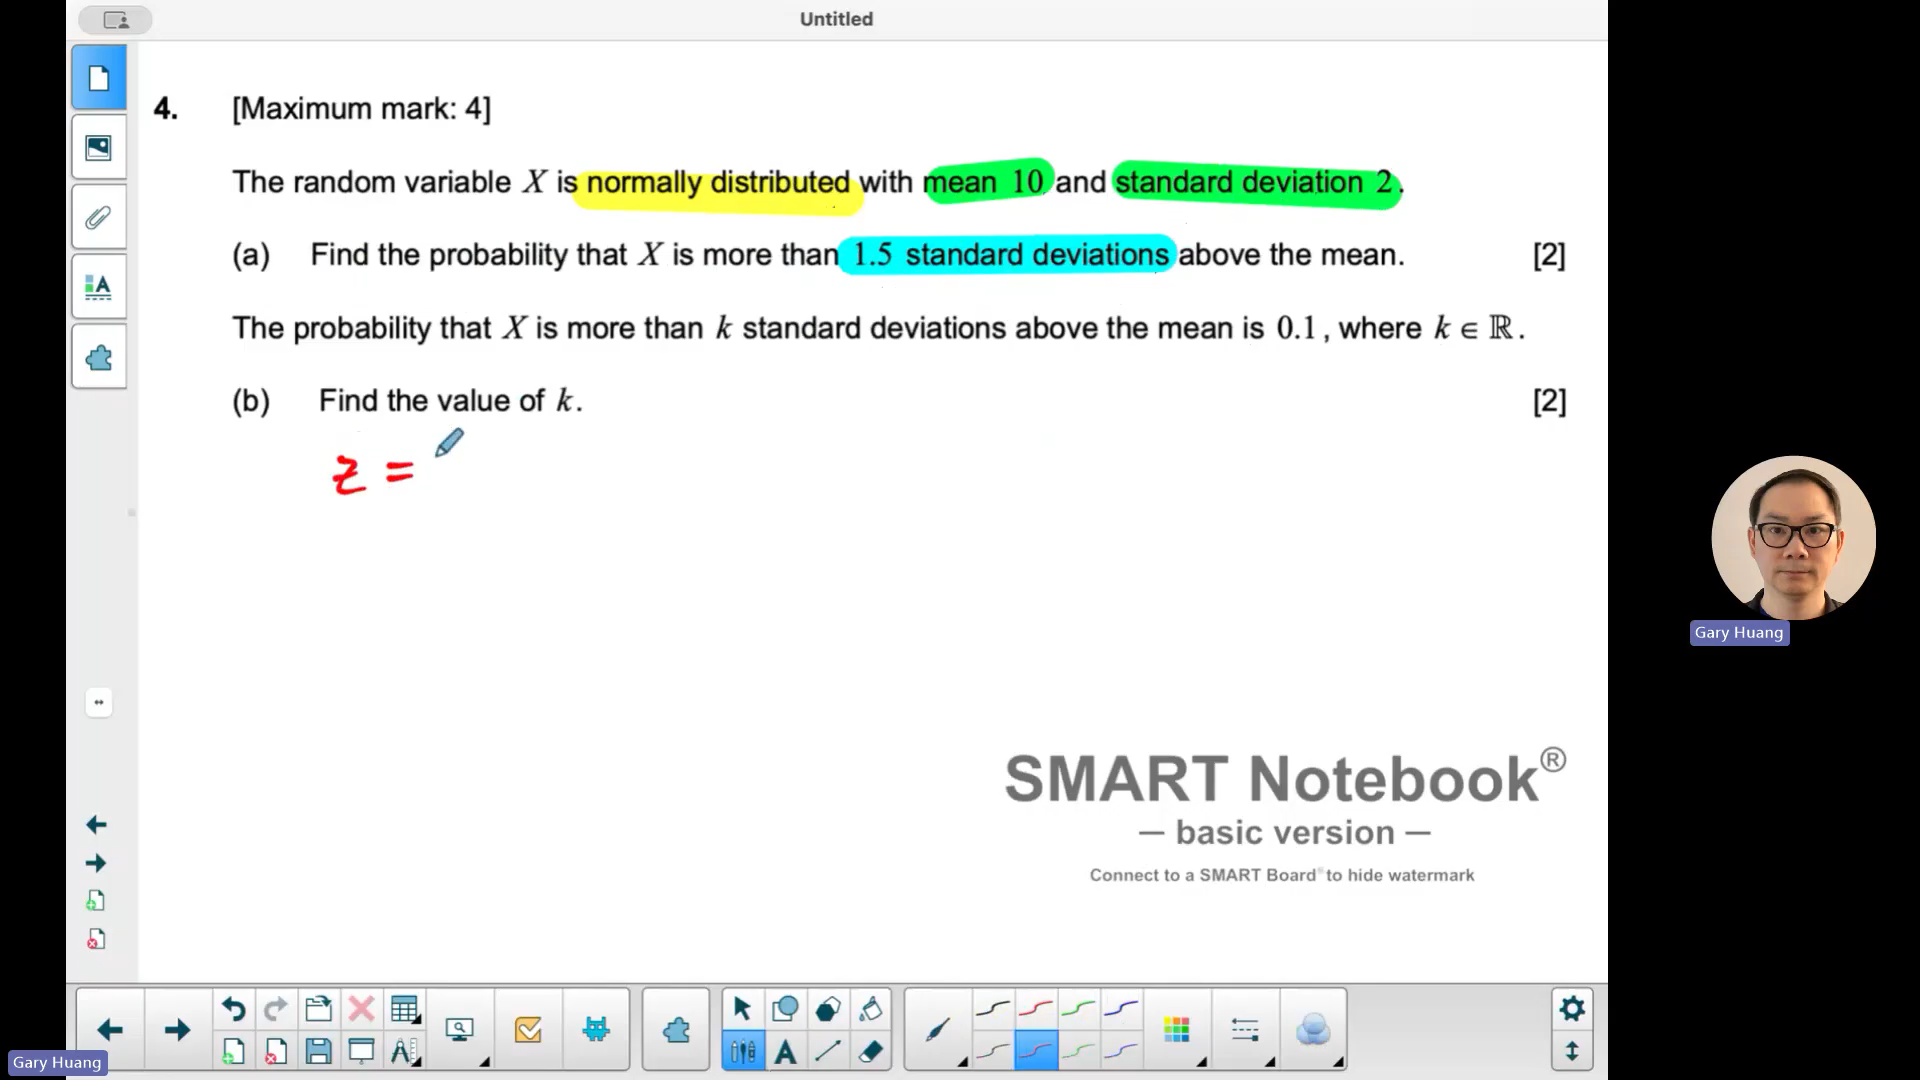 Untitled
4. [Maximum mark: 4]
The random variable X is normally distributed with mean 10 and standard deviation 2.
(a) Find the probability that X is more than 1.5 standard deviations above the mean. [2]
The probability that X is more than k standard deviations above the mean is 0.1, where k ∈ ℝ.
(b) Find the value of k. [2]
z =
Gary Huang
SMART Notebook®
— basic version —
Connect to a SMART Board® to hide watermark
Gary Huang